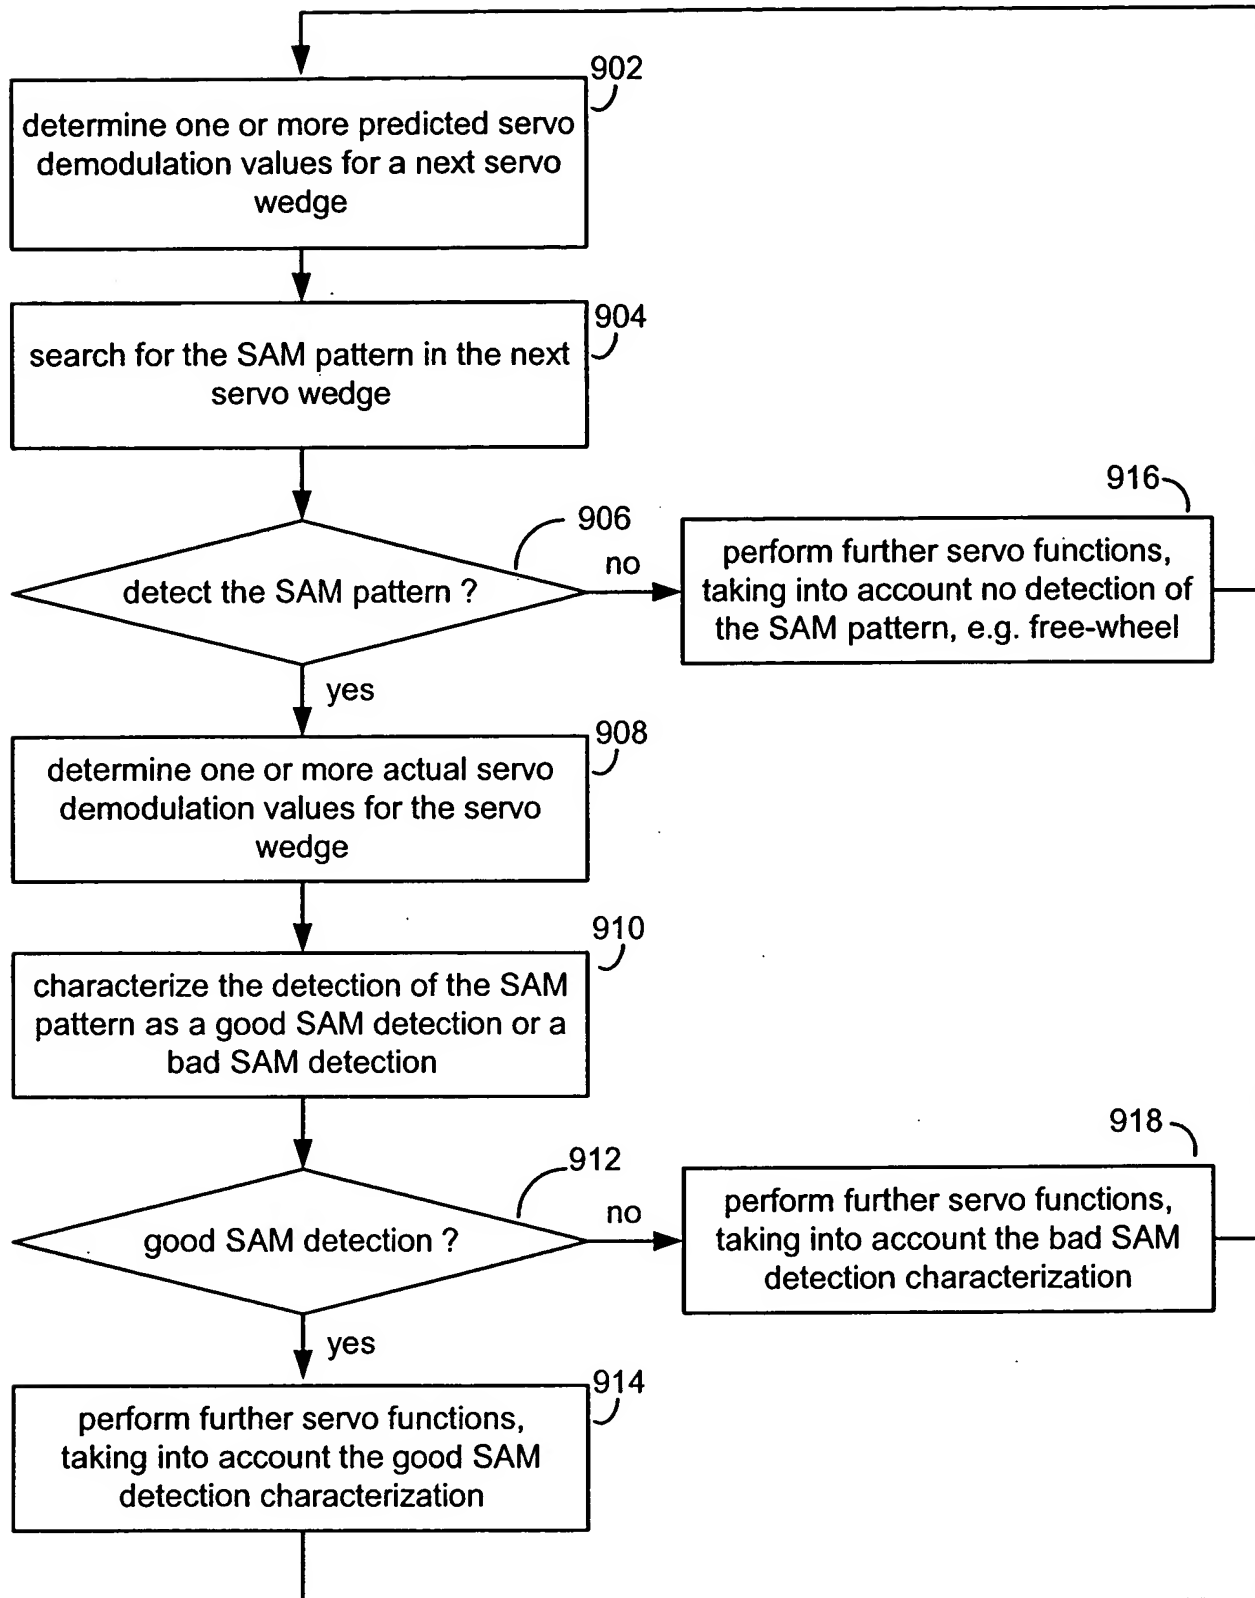 902
determine one or more predicted servo
demodulation values for a next servo
wedge
904
search for the SAM pattern in the next
servo wedge
906
detect the SAM pattern ?
no
yes
916
perform further servo functions,
taking into account no detection of
the SAM pattern, e.g. free-wheel
908
determine one or more actual servo
demodulation values for the servo
wedge
910
characterize the detection of the SAM
pattern as a good SAM detection or a
bad SAM detection
912
good SAM detection ?
no
yes
918
perform further servo functions,
taking into account the bad SAM
detection characterization
914
perform further servo functions,
taking into account the good SAM
detection characterization